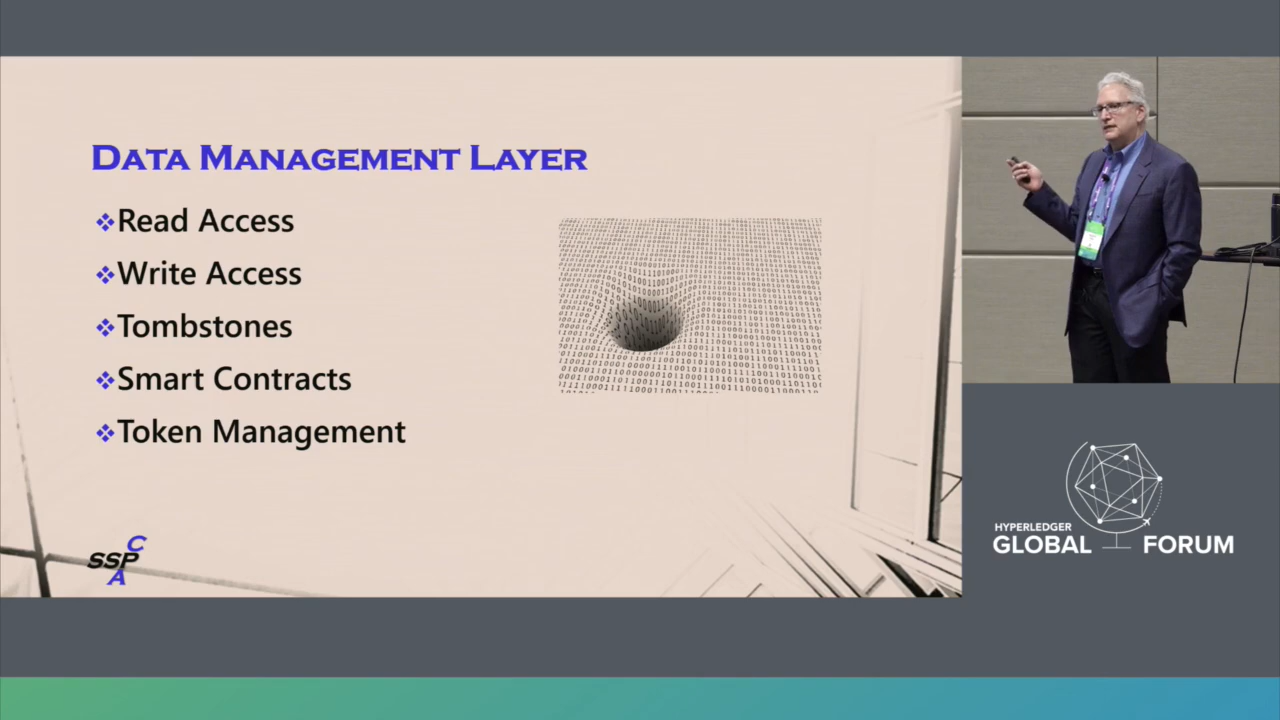 DATA MANAGEMENT LAYER
❖Read Access
❖Write Access
❖Tombstones
❖Smart Contracts
❖Token Management
C
SSP
A
HYPERLEDGER
GLOBAL FORUM